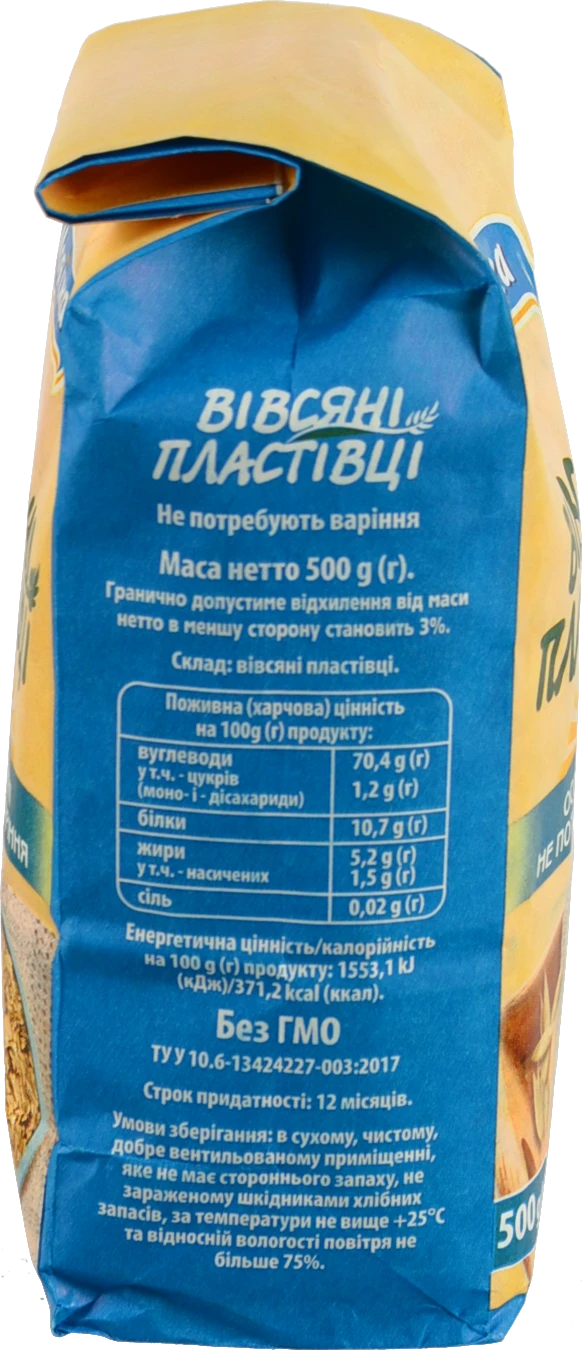 ВІВСЯНІ
ПЛАСТІВЦІ
Не потребують варіння
Маса нетто 500 g (г).
Гранично допустиме відхилення від маси
нетто в меншу сторону становить 3%.
Склад: вівсяні пластівці.
Поживна (харчова) цінність
на 100g (г) продукту:
вуглеводи 70,4 g (г)
у т.ч. - цукрів
(моно- і - дісахариди) 1,2 g (г)
білки 10,7 g (г)
жири 5,2 g (г)
у т.ч. - насичених 1,5 g (г)
сіль 0,02 g (г)
Енергетична цінність/калорійність
на 100 g (г) продукту: 1553,1 kJ
(кДж)/371,2 kcal (ккал).
Без ГМО
ТУ У 10.6-13424227-003:2017
Строк придатності: 12 місяців.
Умови зберігання: в сухому, чистому,
добре вентильованому приміщенні,
яке не має стороннього запаху, не
зараженому шкідниками хлібних
запасів, за температури не вище +25°С
та відносній вологості повітря не
більше 75%.
500